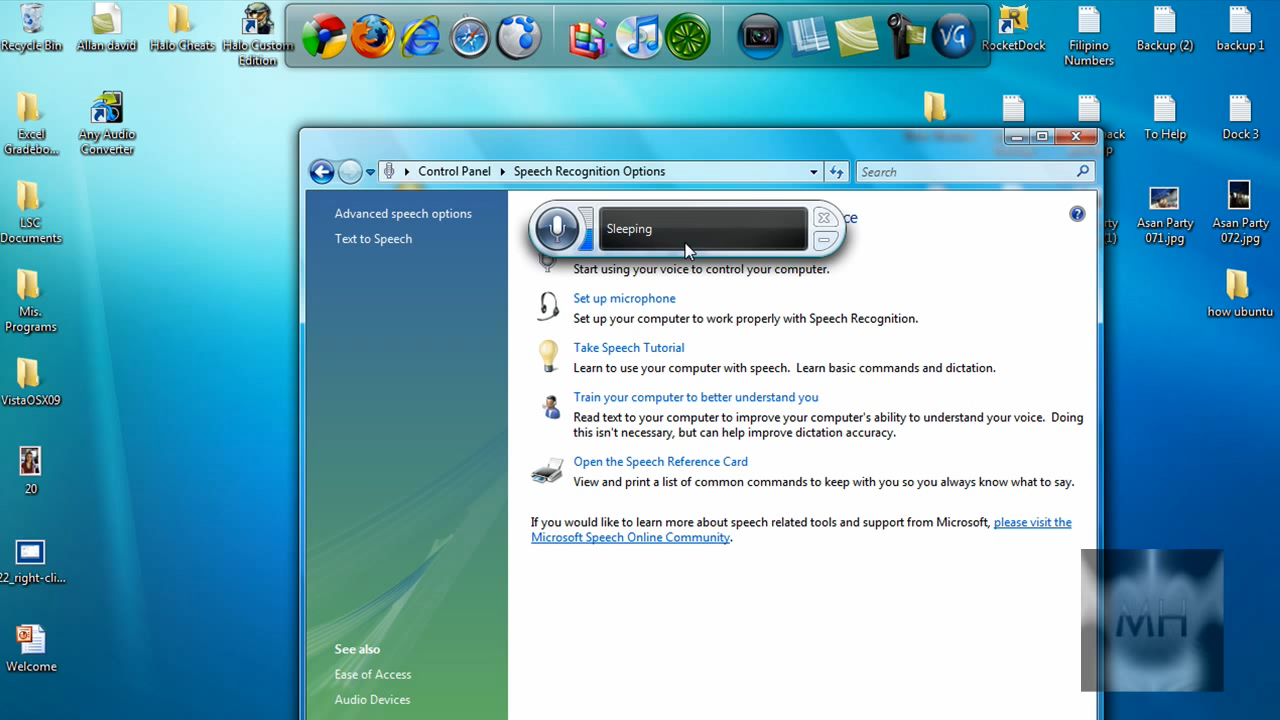 Recycle Bin
Allan david
Halo Cheats
Halo Custom
Edition
VG
RocketDock
Filipino
Numbers
Backup (2)
backup 1
Excel
Gradebo...
Any Audio
Converter
To Help
Dock 3
LSC
Documents
Asan Party
071.jpg
Asan Party
072.jpg
Mis.
Programs
how ubuntu
VistaOSX09
20
22_right-cli...
Welcome
Control Panel
Speech Recognition Options
Search
Advanced speech options
Text to Speech
Sleeping
Start using your voice to control your computer.
Set up microphone
Set up your computer to work properly with Speech Recognition.
Take Speech Tutorial
Learn to use your computer with speech. Learn basic commands and dictation.
Train your computer to better understand you
Read text to your computer to improve your computer's ability to understand your voice. Doing
this isn't necessary, but can help improve dictation accuracy.
Open the Speech Reference Card
View and print a list of common commands to keep with you so you always know what to say.
If you would like to learn more about speech related tools and support from Microsoft, please visit the
Microsoft Speech Online Community.
See also
Ease of Access
Audio Devices
MH